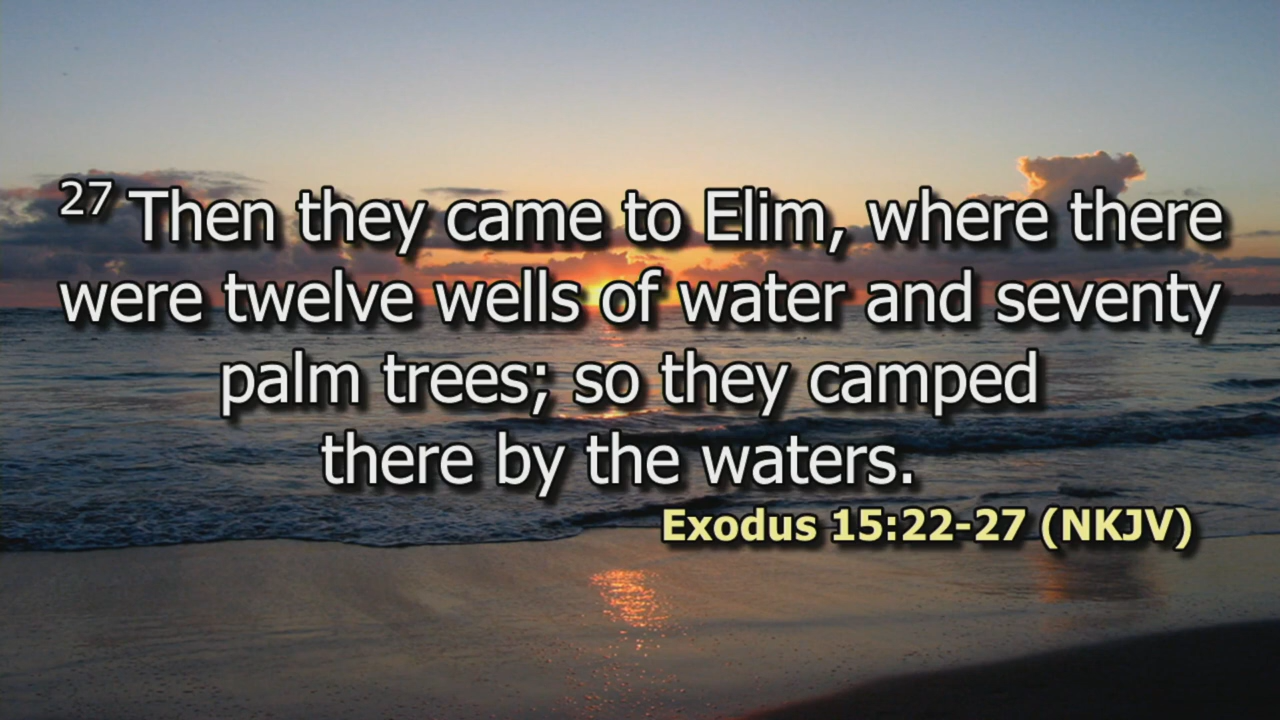 27 Then they came to Elim, where there
were twelve wells of water and seventy
palm trees; so they camped
there by the waters.
Exodus 15:22-27 (NKJV)